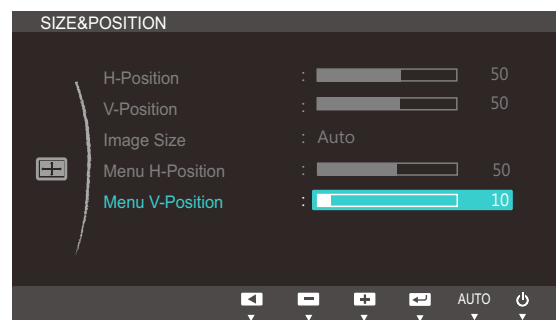 SIZE&POSITION
H-Position : 50
V-Position : 50
Image Size : Auto
Menu H-Position : 50
Menu V-Position : 10
AUTO